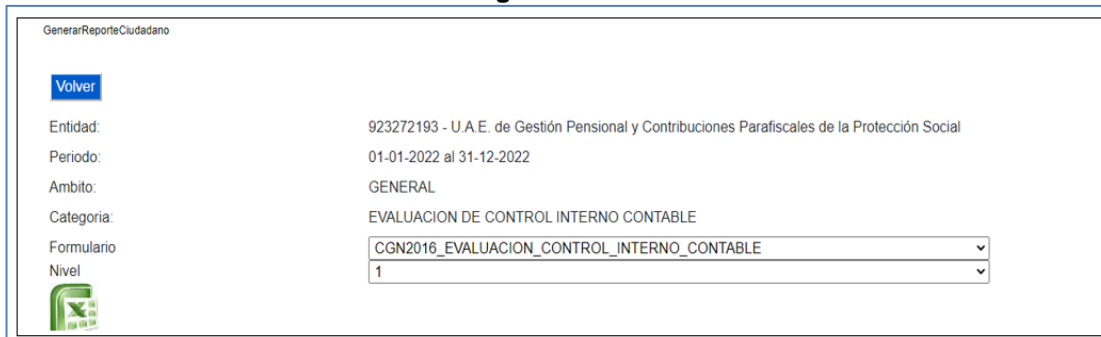 GenerarReporteCiudadano
Volver
Entidad: 923272193 - U.A.E. de Gestión Pensional y Contribuciones Parafiscales de la Protección Social
Periodo: 01-01-2022 al 31-12-2022
Ambito: GENERAL
Categoria: EVALUACION DE CONTROL INTERNO CONTABLE
Formulario CGN2016_EVALUACION_CONTROL_INTERNO_CONTABLE
Nivel 1